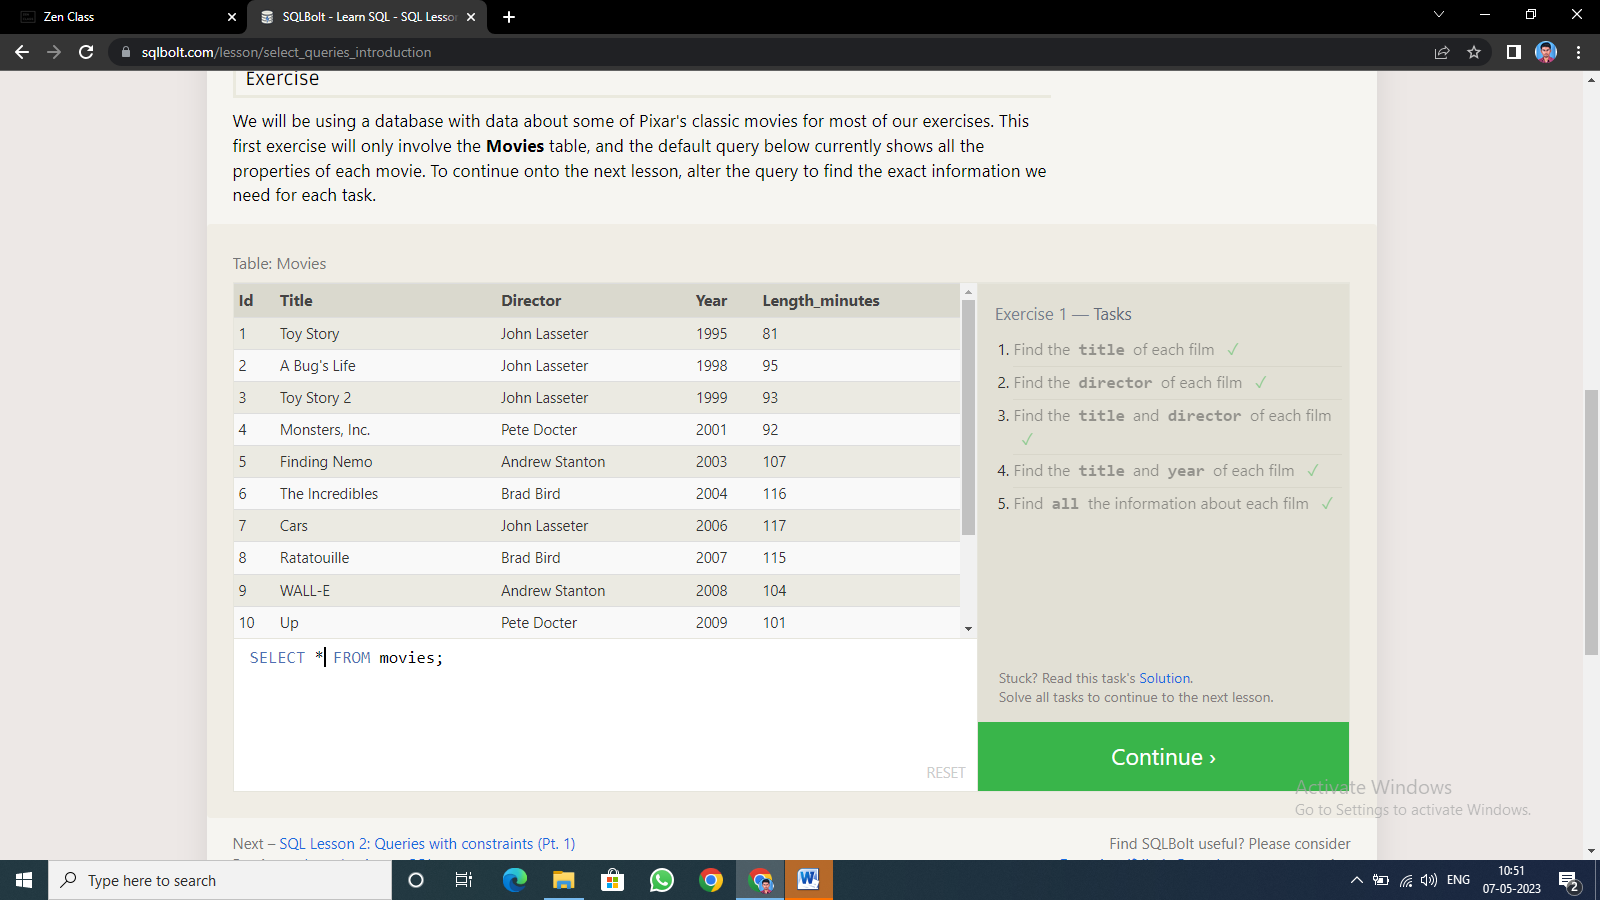 Zen Class
SQLBolt - Learn SQL - SQL Lesson
sqlbolt.com/lesson/select_queries_introduction
Exercise
We will be using a database with data about some of Pixar's classic movies for most of our exercises. This
first exercise will only involve the Movies table, and the default query below currently shows all the
properties of each movie. To continue onto the next lesson, alter the query to find the exact information we
need for each task.
Table: Movies
Id Title Director Year Length_minutes
1 Toy Story John Lasseter 1995 81
2 A Bug's Life John Lasseter 1998 95
3 Toy Story 2 John Lasseter 1999 93
4 Monsters, Inc. Pete Docter 2001 92
5 Finding Nemo Andrew Stanton 2003 107
6 The Incredibles Brad Bird 2004 116
7 Cars John Lasseter 2006 117
8 Ratatouille Brad Bird 2007 115
9 WALL-E Andrew Stanton 2008 104
10 Up Pete Docter 2009 101
SELECT * FROM movies;
RESET
Exercise 1 — Tasks
1. Find the title of each film ✓
2. Find the director of each film ✓
3. Find the title and director of each film
✓
4. Find the title and year of each film ✓
5. Find all the information about each film ✓
Stuck? Read this task's Solution.
Solve all tasks to continue to the next lesson.
Continue ›
Activate Windows
Go to Settings to activate Windows.
Next – SQL Lesson 2: Queries with constraints (Pt. 1)
Find SQLBolt useful? Please consider
Type here to search
ENG
10:51
07-05-2023
2